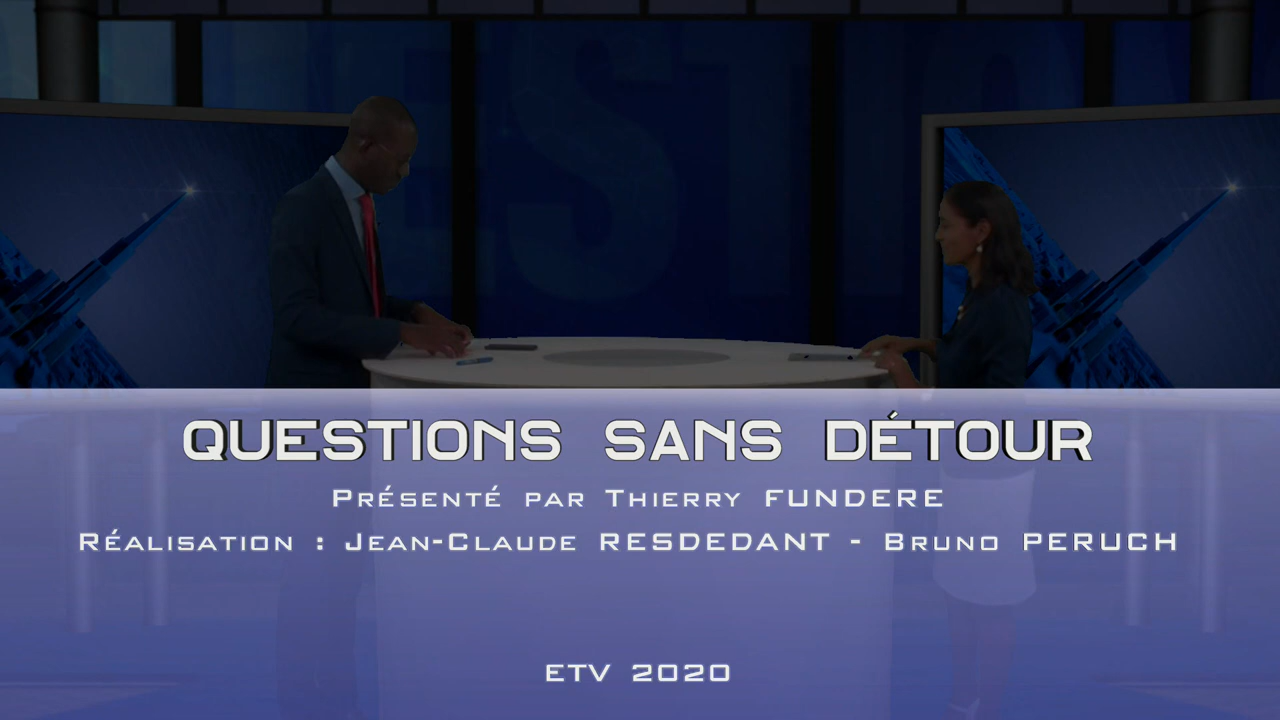 QUESTIONS SANS DÉTOUR
Présenté par Thierry FUNDERE
Réalisation : Jean-Claude RESDEDANT - Bruno PERUCH
ETV 2020